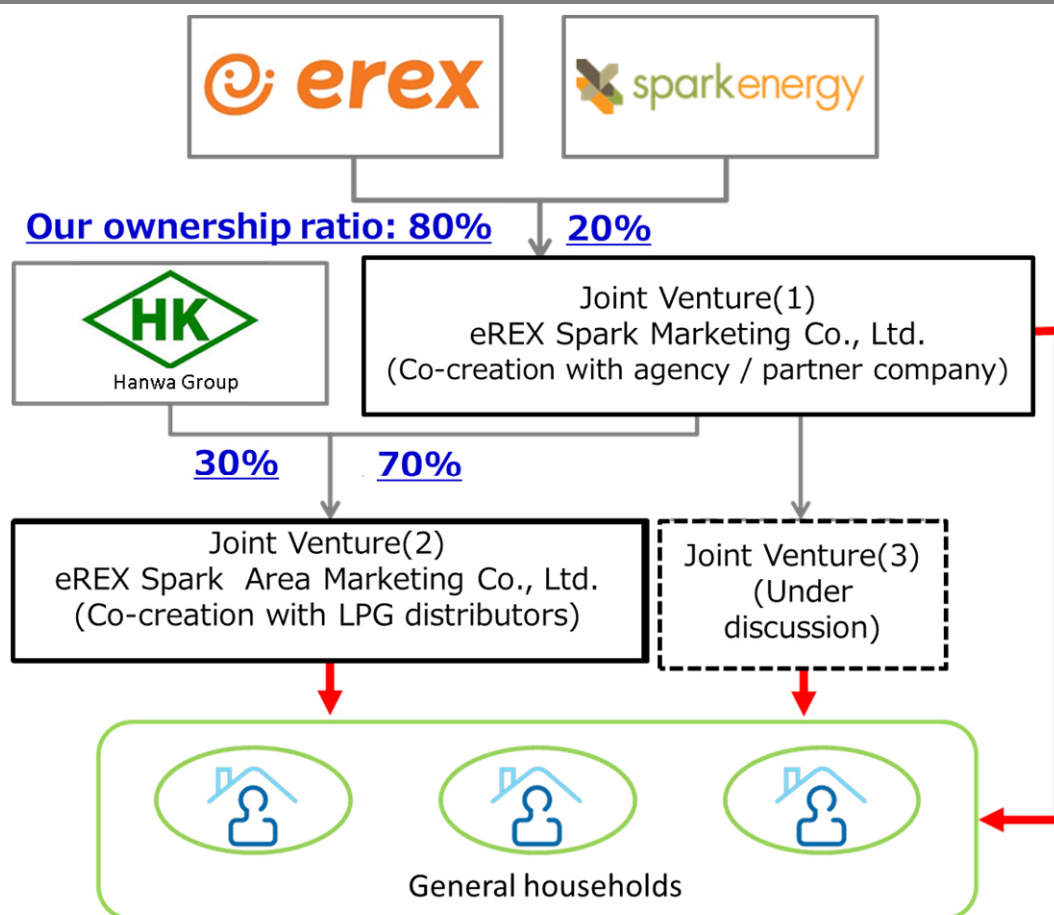 erex
sparkenergy
Our ownership ratio: 80%
20%
HK
Hanwa Group
Joint Venture(1)
eREX Spark Marketing Co., Ltd.
(Co-creation with agency / partner company)
30%
70%
Joint Venture(2)
eREX Spark Area Marketing Co., Ltd.
(Co-creation with LPG distributors)
Joint Venture(3)
(Under
discussion)
General households